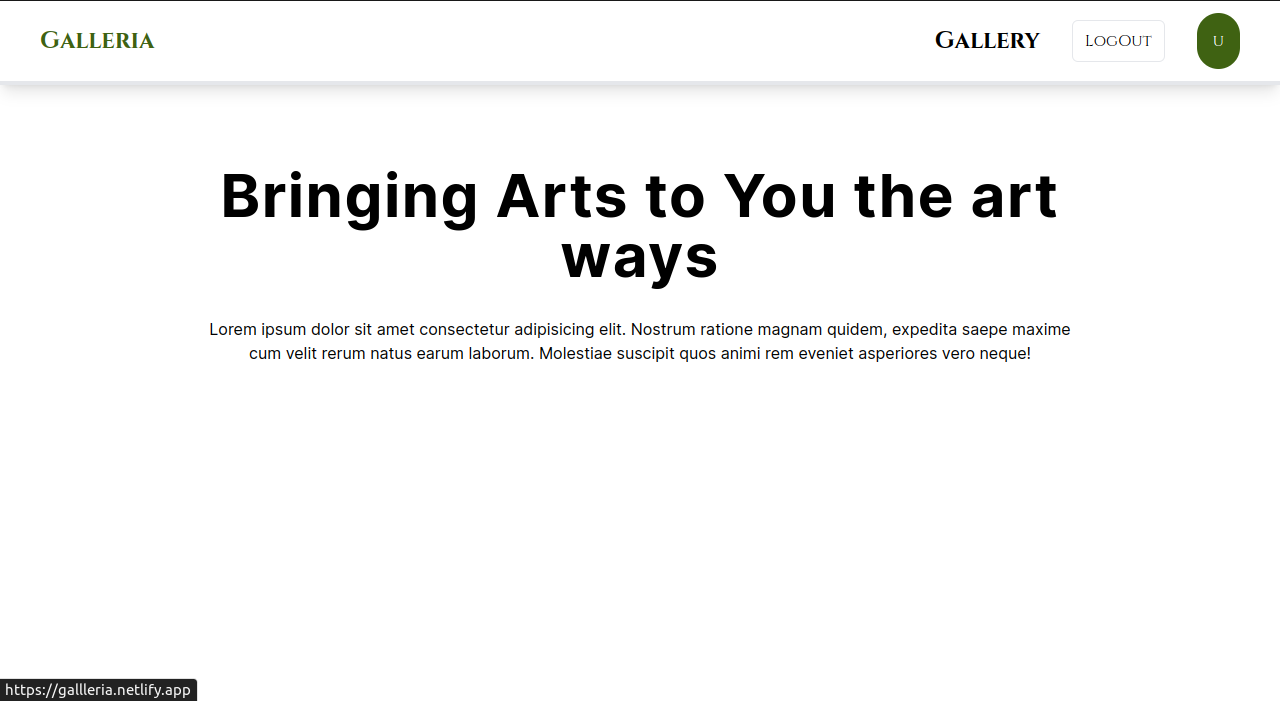 Galleria
Gallery
LogOut
U
Bringing Arts to You the art
ways
Lorem ipsum dolor sit amet consectetur adipisicing elit. Nostrum ratione magnam quidem, expedita saepe maxime
cum velit rerum natus earum laborum. Molestiae suscipit quos animi rem eveniet asperiores vero neque!
https://gallleria.netlify.app